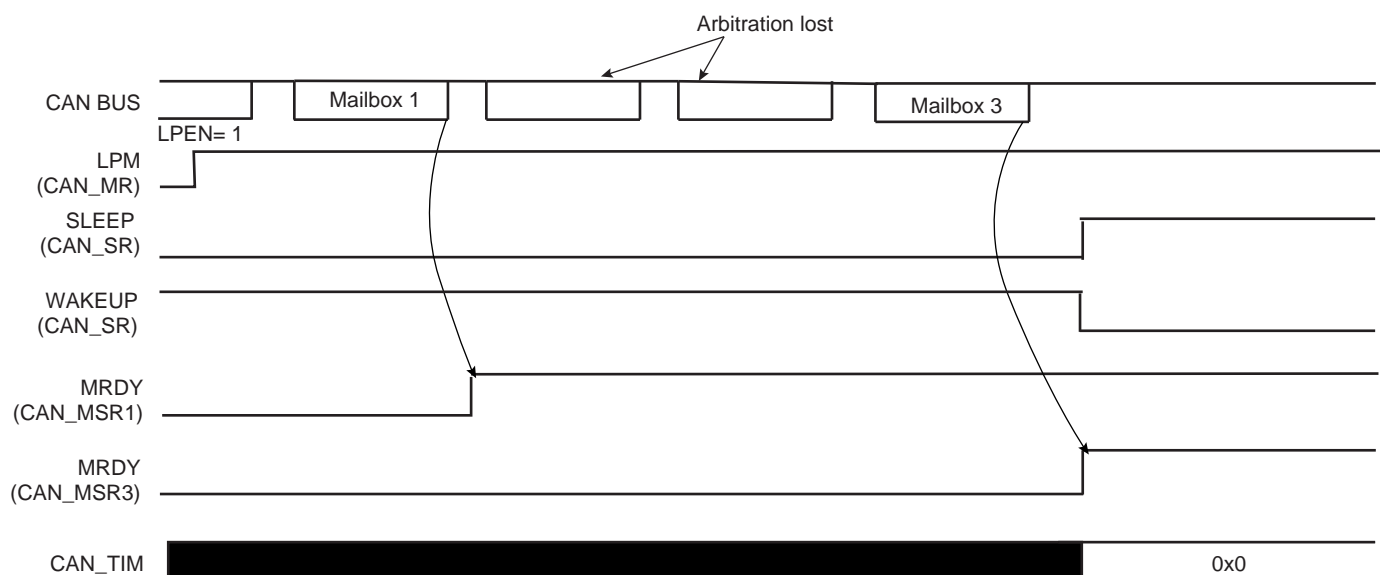 Arbitration lost
CAN BUS
Mailbox 1
Mailbox 3
LPEN= 1
LPM
(CAN_MR)
SLEEP
(CAN_SR)
WAKEUP
(CAN_SR)
MRDY
(CAN_MSR1)
MRDY
(CAN_MSR3)
CAN_TIM
0x0